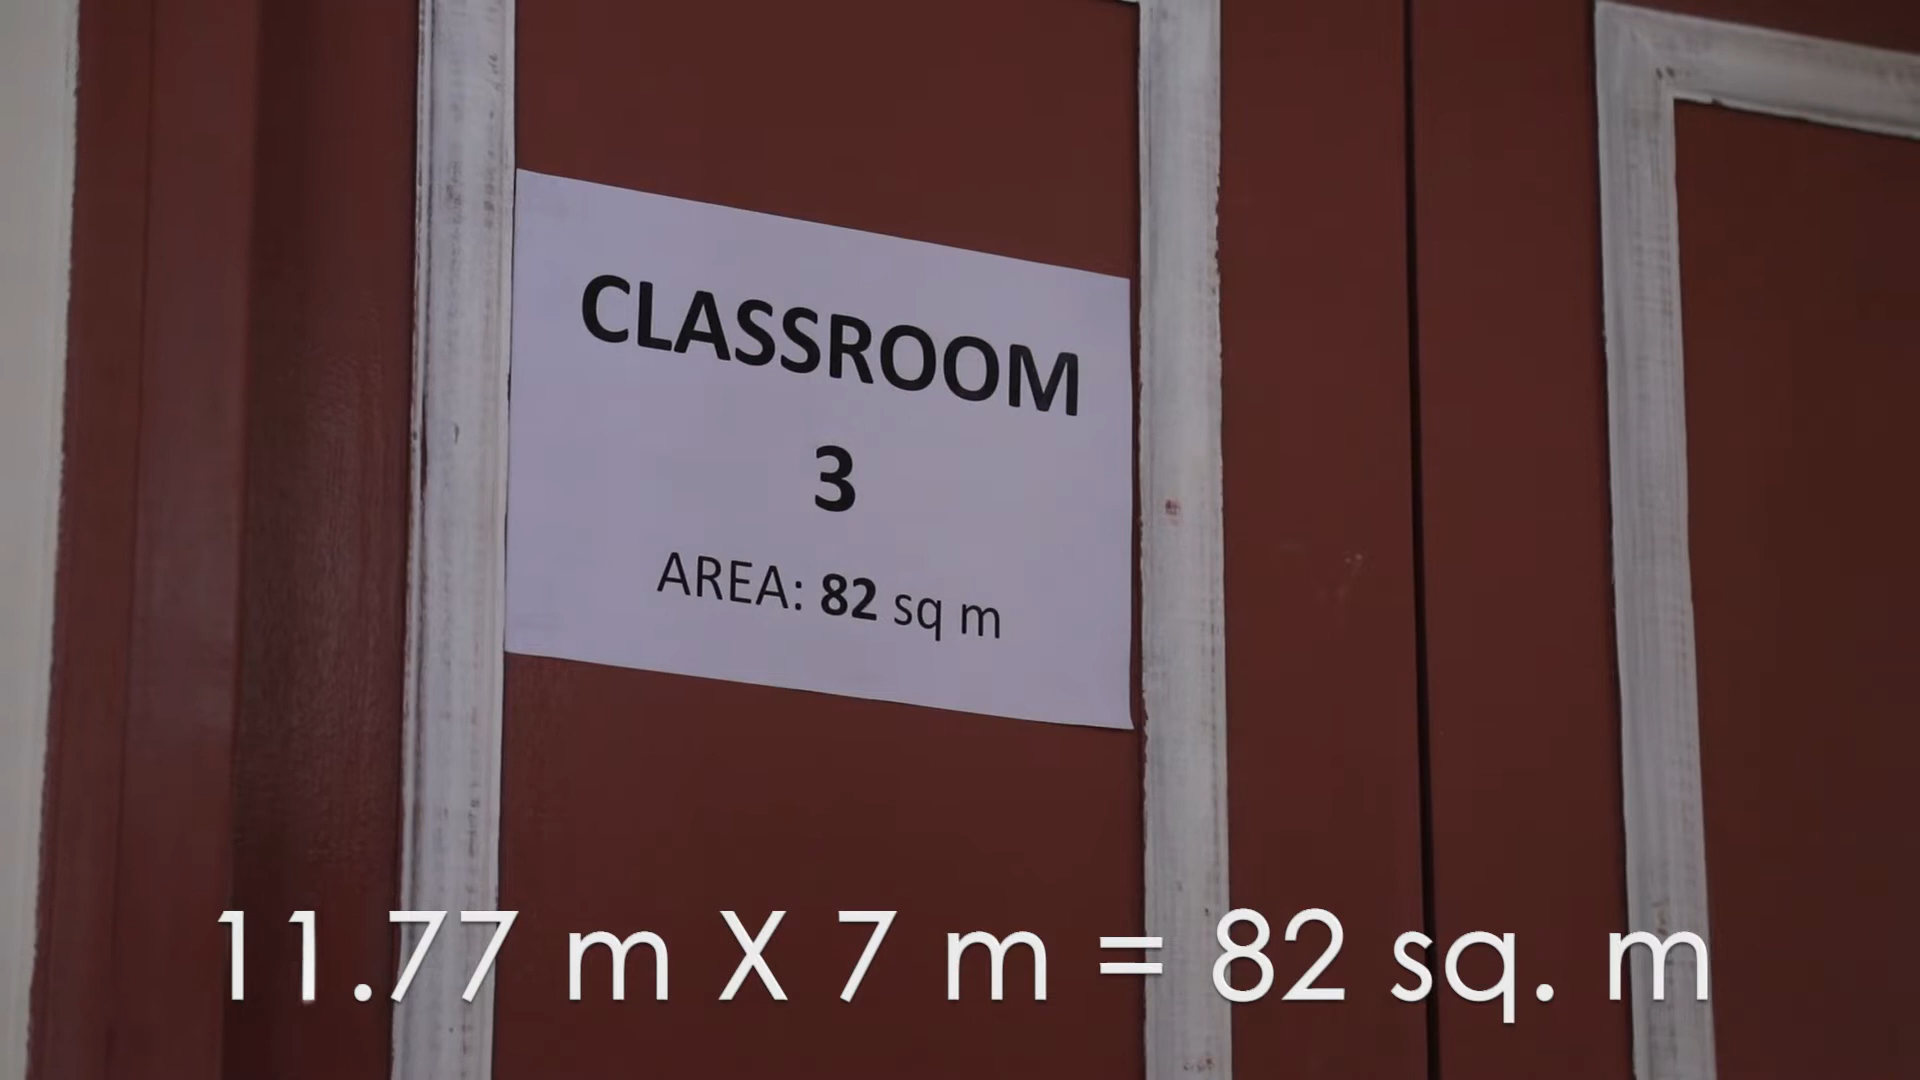 CLASSROOM
3
AREA: 82 sq m
11.77 m X 7 m = 82 sq. m